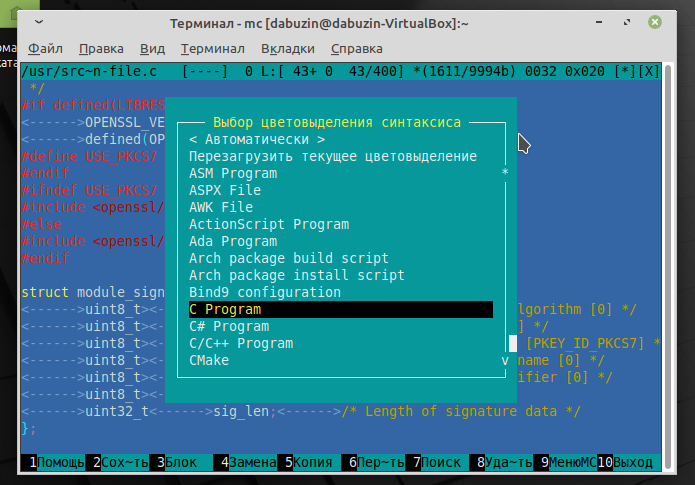 Терминал - mc [dabuzin@dabuzin-VirtualBox]:~
Файл Правка Вид Терминал Вкладки Справка
/usr/src~n-file.c [----] 0 L:[ 43+ 0 43/400] *(1611/9994b) 0032 0x020 [*][X]
*/
#if defined(LIBRES
<------>OPENSSL_VE
<------>defined(OP
#define USE_PKCS7
#endif
#ifndef USE_PKCS7
#include <openssl/
#else
#include <openssl/
#endif
struct module_sign
<------>uint8_t><- lgorithm [0] */
<------>uint8_t><- ] */
<------>uint8_t><- [PKEY_ID_PKCS7] *
<------>uint8_t><- name [0] */
<------>uint8_t><- ifier [0] */
<------>uint8_t><-
<------>uint32_t<------>sig_len;<------>/* Length of signature data */
};
Выбор цветовыделения синтаксиса
< Автоматически >
Перезагрузить текущее цветовыделение
ASM Program *
ASPX File
AWK File
ActionScript Program
Ada Program
Arch package build script
Arch package install script
Bind9 configuration
C Program
C# Program
C/C++ Program
CMake v
1Помощь 2Сох~ть 3Блок 4Замена 5Копия 6Пер~ть 7Поиск 8Уда~ть 9МенюMC 10Выход